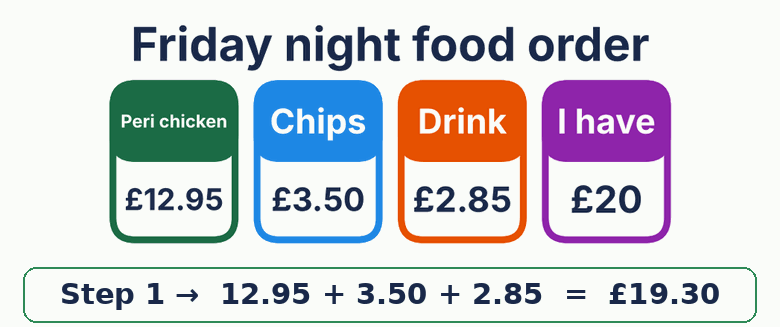 Friday night food order
Peri chicken Chips Drink I have
£12.95 £3.50 £2.85 £20
Step 1 → 12.95 + 3.50 + 2.85 = £19.30